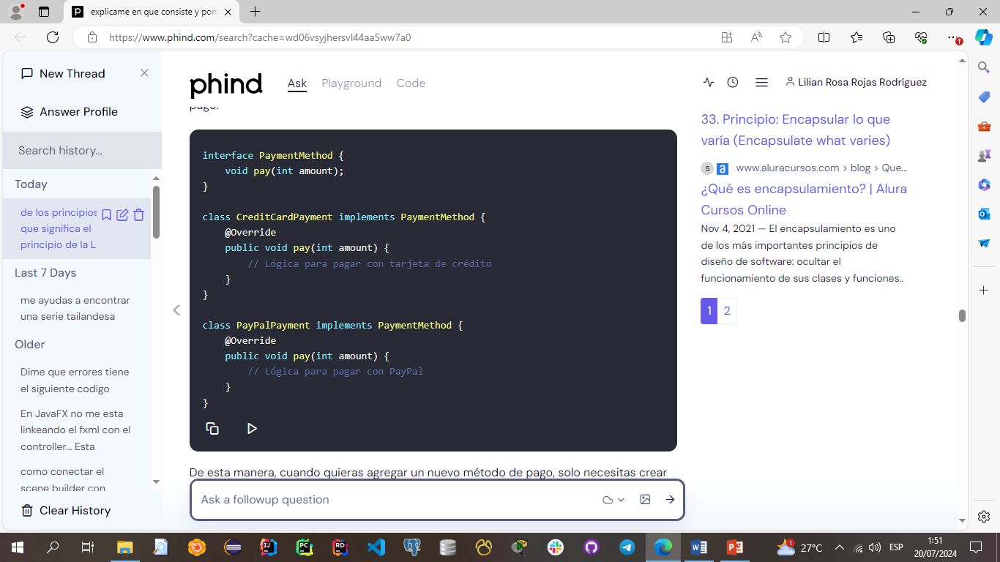 explicame en que consiste y pon
https://www.phind.com/search?cache=wd06vsyjhersvl44aa5ww7a0
New Thread
Answer Profile
Search history...
Today
de los principios
que significa el
principio de la L
Last 7 Days
me ayudas a encontrar
una serie tailandesa
Older
Dime que errores tiene
el siguiente codigo
En JavaFX no me esta
linkeando el fxml con el
controller... Esta
como conectar el
scene builder con
Clear History
phind
Ask Playground Code
Lilian Rosa Rojas Rodríguez
pago:
interface PaymentMethod {
void pay(int amount);
}
class CreditCardPayment implements PaymentMethod {
@Override
public void pay(int amount) {
// Lógica para pagar con tarjeta de crédito
}
}
class PayPalPayment implements PaymentMethod {
@Override
public void pay(int amount) {
// Lógica para pagar con PayPal
}
}
De esta manera, cuando quieras agregar un nuevo método de pago, solo necesitas crear
Ask a followup question
33. Principio: Encapsular lo que
varía (Encapsulate what varies)
5 a www.aluracursos.com › blog › Que...
¿Qué es encapsulamiento? | Alura
Cursos Online
Nov 4, 2021 — El encapsulamiento es uno
de los más importantes principios de
diseño de software: ocultar el
funcionamiento de sus clases y funciones..
1 2
27°C
ESP
1:51
20/07/2024